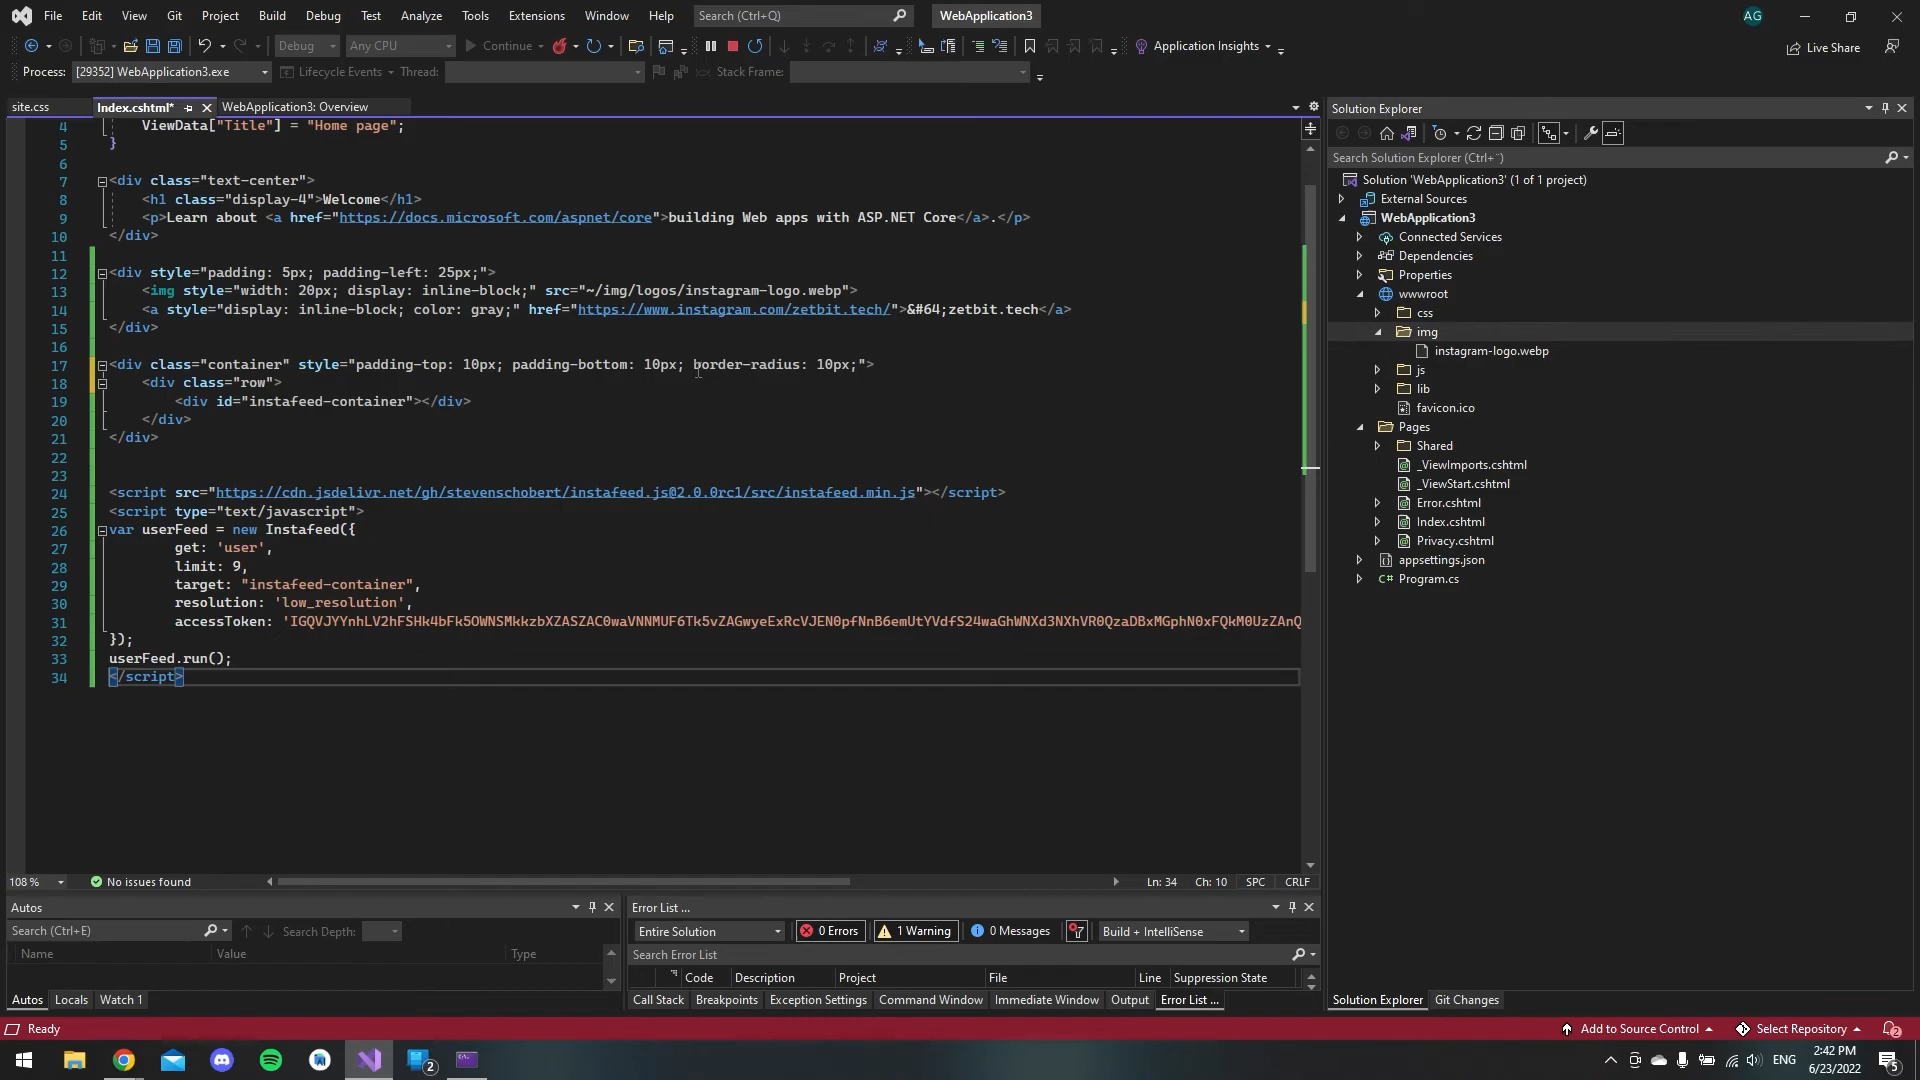 File Edit View Git Project Build Debug Test Analyze Tools Extensions Window Help Search (Ctrl+Q) WebApplication3 AG
Debug Any CPU Continue Application Insights Live Share
Process: [29352] WebApplication3.exe Lifecycle Events Thread: Stack Frame:
site.css Index.cshtml* WebApplication3: Overview
4 ViewData["Title"] = "Home page";
5 }
6
7 <div class="text-center">
8 <h1 class="display-4">Welcome</h1>
9 <p>Learn about <a href="https://docs.microsoft.com/aspnet/core">building Web apps with ASP.NET Core</a>.</p>
10 </div>
11
12 <div style="padding: 5px; padding-left: 25px;">
13 <img style="width: 20px; display: inline-block;" src="~/img/logos/instagram-logo.webp">
14 <a style="display: inline-block; color: gray;" href="https://www.instagram.com/zetbit.tech/">&#64;zetbit.tech</a>
15 </div>
16
17 <div class="container" style="padding-top: 10px; padding-bottom: 10px; border-radius: 10px;">
18 <div class="row">
19 <div id="instafeed-container"></div>
20 </div>
21 </div>
22
23
24 <script src="https://cdn.jsdelivr.net/gh/stevenschobert/instafeed.js@2.0.0rc1/src/instafeed.min.js"></script>
25 <script type="text/javascript">
26 var userFeed = new Instafeed({
27 get: 'user',
28 limit: 9,
29 target: "instafeed-container",
30 resolution: 'low_resolution',
31 accessToken:
32 });
33 userFeed.run();
34 </script>
108 % No issues found Ln: 34 Ch: 10 SPC CRLF
Autos
Search (Ctrl+E) Search Depth:
Name Value Type
Autos Locals Watch 1
Error List ...
Entire Solution 0 Errors 1 Warning 0 Messages Build + IntelliSense
Search Error List
Code Description Project File Line Suppression State
Call Stack Breakpoints Exception Settings Command Window Immediate Window Output Error List ...
Solution Explorer
Search Solution Explorer (Ctrl+¨)
Solution 'WebApplication3' (1 of 1 project)
External Sources
WebApplication3
Connected Services
Dependencies
Properties
wwwroot
css
img
instagram-logo.webp
js
lib
favicon.ico
Pages
Shared
_ViewImports.cshtml
_ViewStart.cshtml
Error.cshtml
Index.cshtml
Privacy.cshtml
appsettings.json
C# Program.cs
Solution Explorer Git Changes
Ready Add to Source Control Select Repository 2
2 ENG 2:42 PM
6/23/2022 5